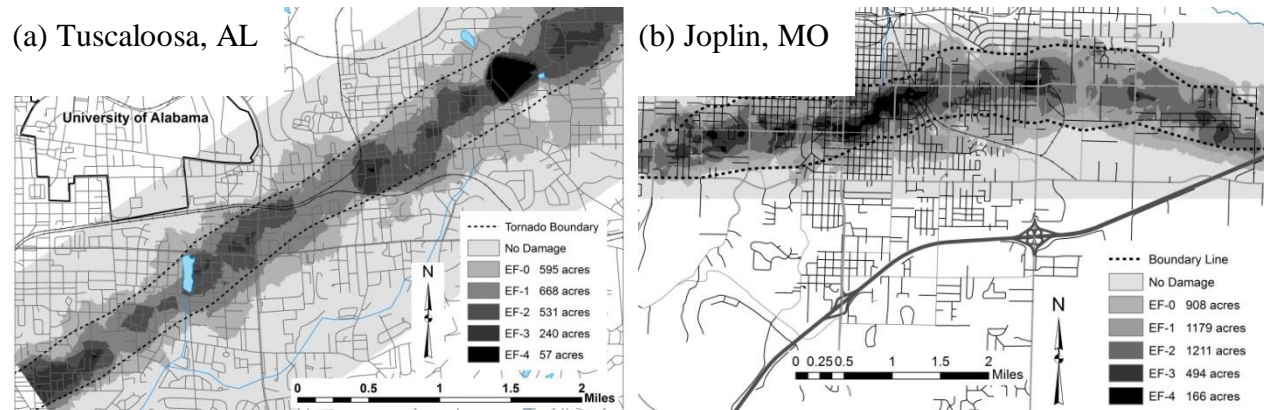 (a) Tuscaloosa, AL
University of Alabama
Tornado Boundary
No Damage
EF-0 595 acres
EF-1 668 acres
EF-2 531 acres
EF-3 240 acres
EF-4 57 acres
N
0 0.5 1 1.5 2
Miles
(b) Joplin, MO
Boundary Line
No Damage
EF-0 908 acres
EF-1 1179 acres
EF-2 1211 acres
EF-3 494 acres
EF-4 166 acres
N
0 0.25 0.5 1 1.5 2
Miles